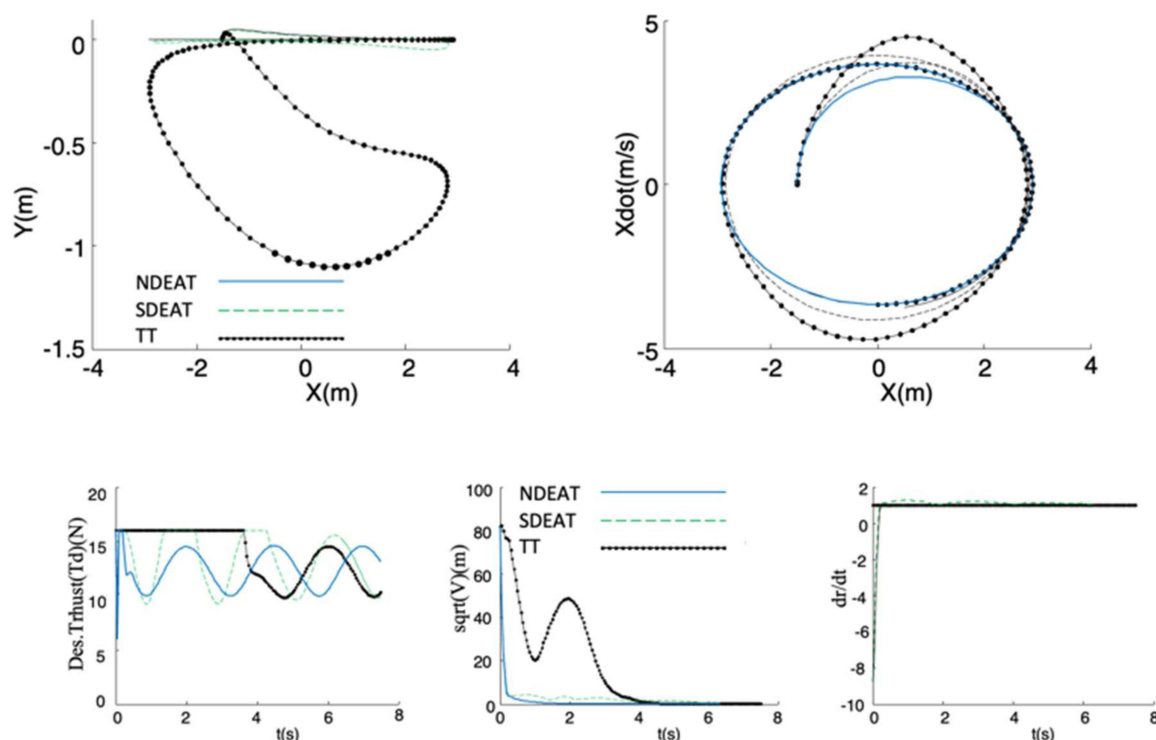 0
-0.5
-1
-1.5
Y(m)
NDEAT
SDEAT
TT
-4 -2 0 2 4
X(m)
5
0
-5
Xdot(m/s)
-4 -2 0 2 4
X(m)
20
15
10
5
0
Des.Trhust(Td)(N)
0 2 4 6 8
t(s)
100
80
60
40
20
0
sqrt(V)(m)
NDEAT
SDEAT
TT
0 2 4 6 8
t(s)
2
0
-2
-4
-6
-8
-10
dr/dt
0 2 4 6 8
t(s)